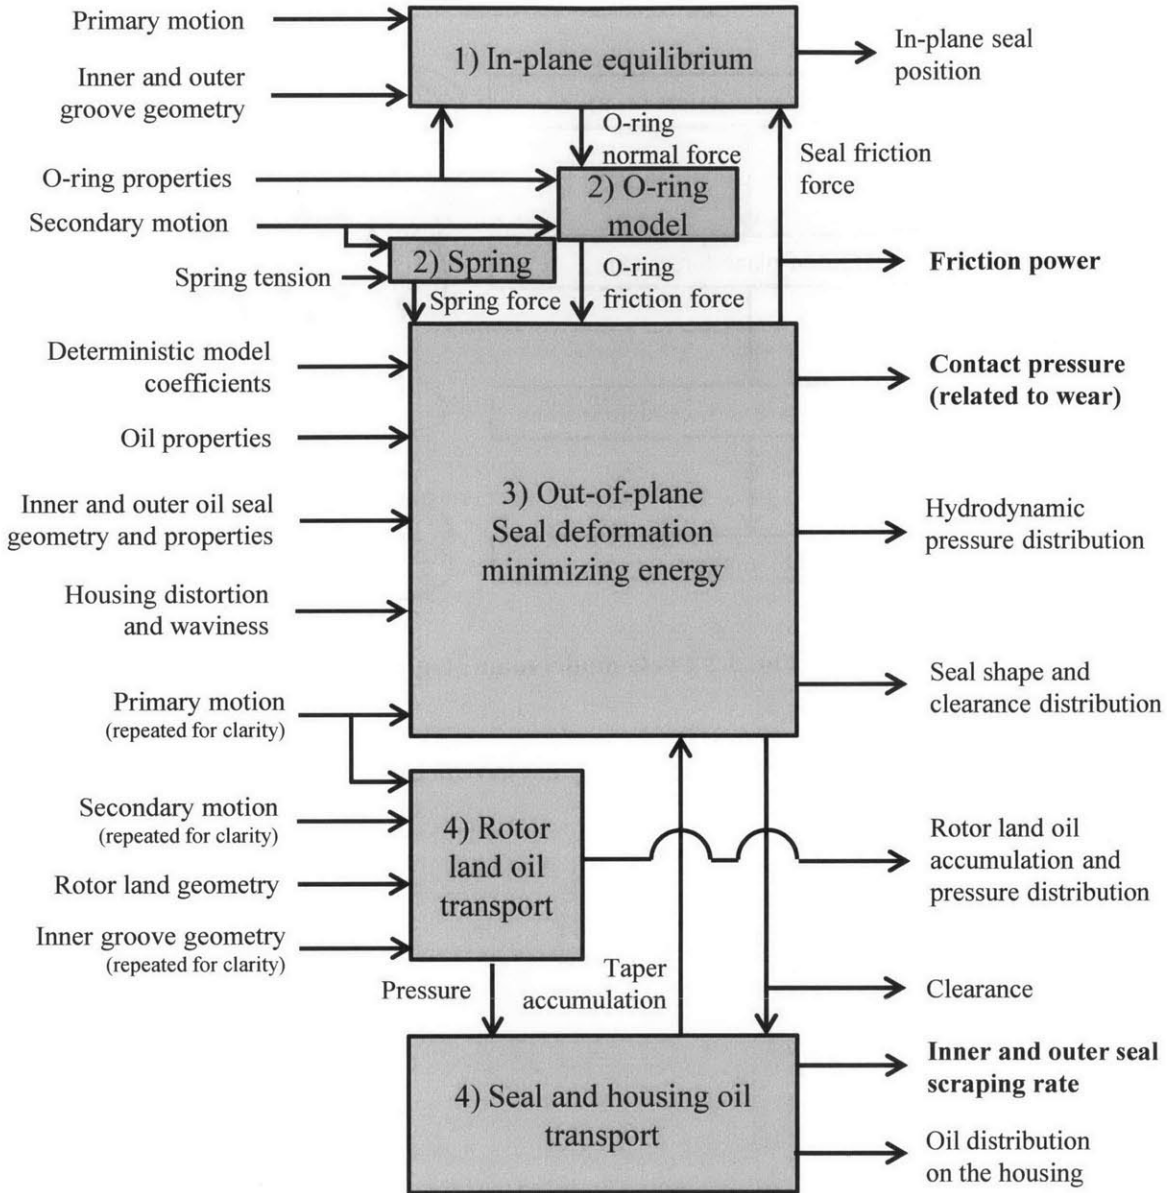 Primary motion
1) In-plane equilibrium
In-plane seal
position
Inner and outer
groove geometry
O-ring
normal force
Seal friction
force
O-ring properties
2) O-ring
model
Secondary motion
2) Spring
Spring tension
Spring force
O-ring
friction force
Friction power
Deterministic model
coefficients
Contact pressure
(related to wear)
Oil properties
Inner and outer oil seal
geometry and properties
3) Out-of-plane
Seal deformation
minimizing energy
Hydrodynamic
pressure distribution
Housing distortion
and waviness
Primary motion
(repeated for clarity)
Seal shape and
clearance distribution
Secondary motion
(repeated for clarity)
4) Rotor
land oil
transport
Rotor land oil
accumulation and
pressure distribution
Rotor land geometry
Inner groove geometry
(repeated for clarity)
Pressure
Taper
accumulation
Clearance
4) Seal and housing oil
transport
Inner and outer seal
scraping rate
Oil distribution
on the housing